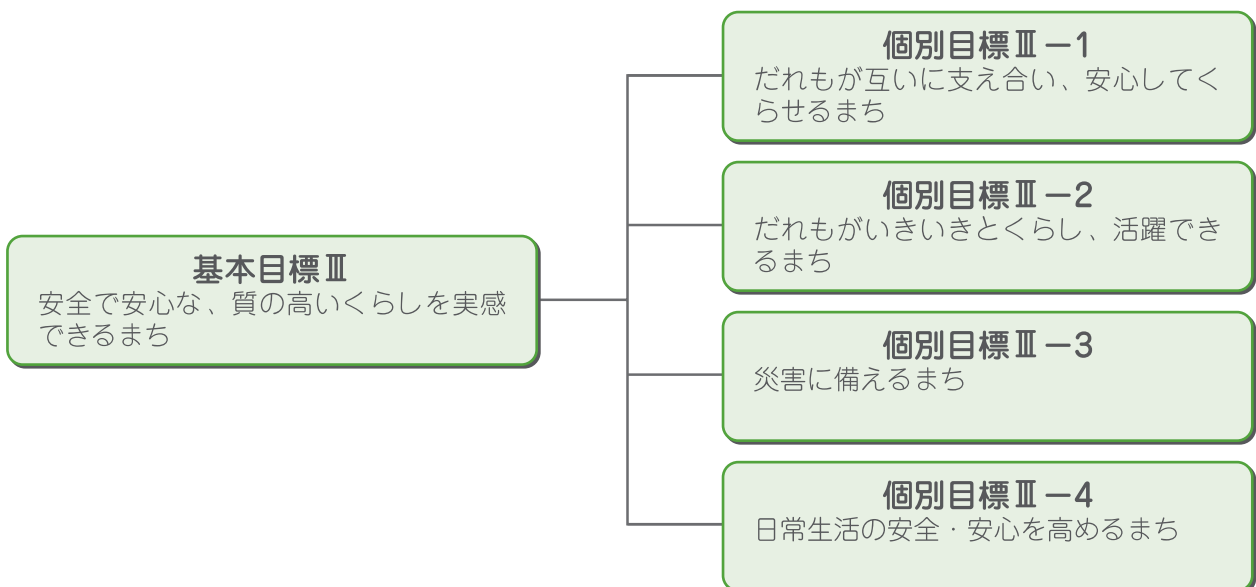 基本目標Ⅲ
安全で安心な、質の高いくらしを実感
できるまち
個別目標Ⅲ－1
だれもが互いに支え合い、安心してく
らせるまち
個別目標Ⅲ－2
だれもがいきいきとくらし、活躍でき
るまち
個別目標Ⅲ－3
災害に備えるまち
個別目標Ⅲ－4
日常生活の安全・安心を高めるまち